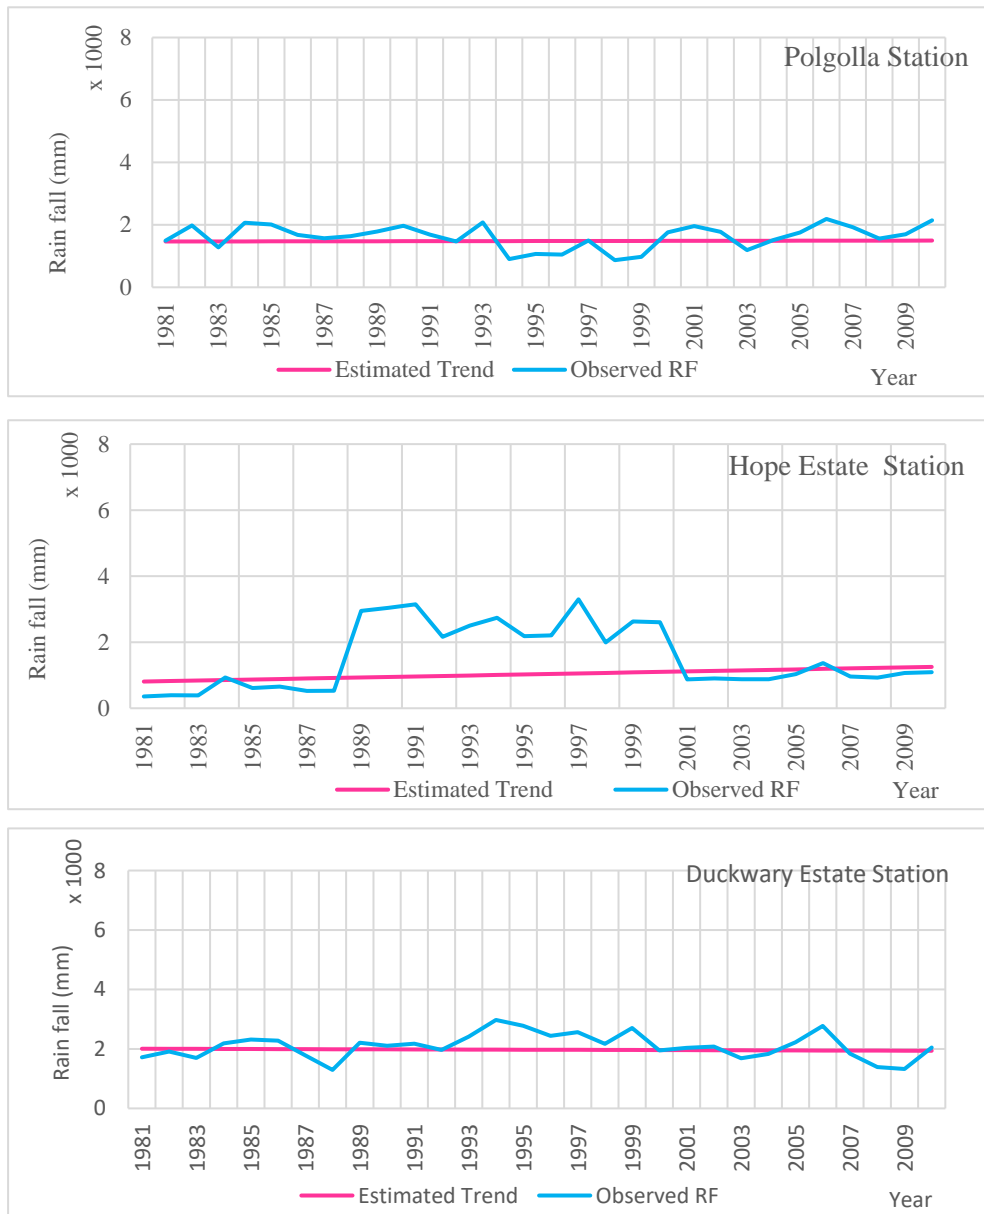 Polgolla Station
x 1000
Rain fall (mm)
8
6
4
2
0
1981 1983 1985 1987 1989 1991 1993 1995 1997 1999 2001 2003 2005 2007 2009
Estimated Trend Observed RF
Year
Hope Estate Station
x 1000
Rain fall (mm)
8
6
4
2
0
1981 1983 1985 1987 1989 1991 1993 1995 1997 1999 2001 2003 2005 2007 2009
Estimated Trend Observed RF
Year
Duckwary Estate Station
x 1000
Rain fall (mm)
8
6
4
2
0
1981 1983 1985 1987 1989 1991 1993 1995 1997 1999 2001 2003 2005 2007 2009
Estimated Trend Observed RF
Year